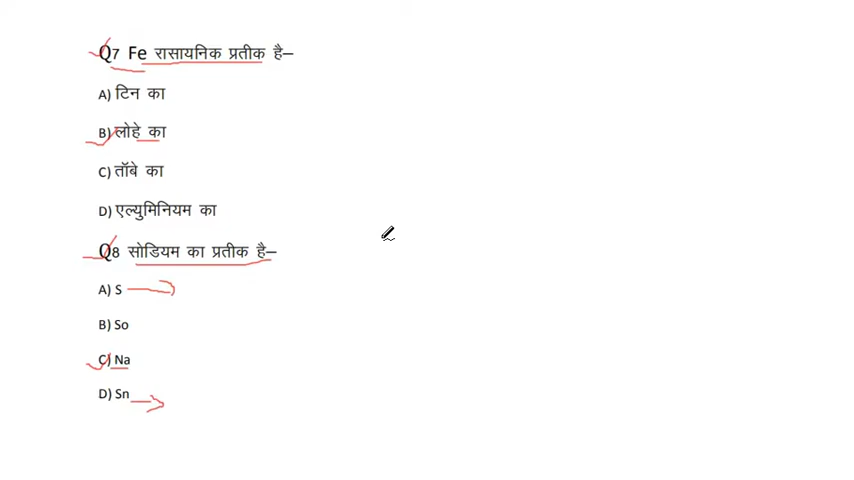 Q7 Fe रासायनिक प्रतीक है–
A) टिन का
B) लोहे का
C) ताँबे का
D) एल्युमिनियम का
Q8 सोडियम का प्रतीक है–
A) S
B) So
C) Na
D) Sn